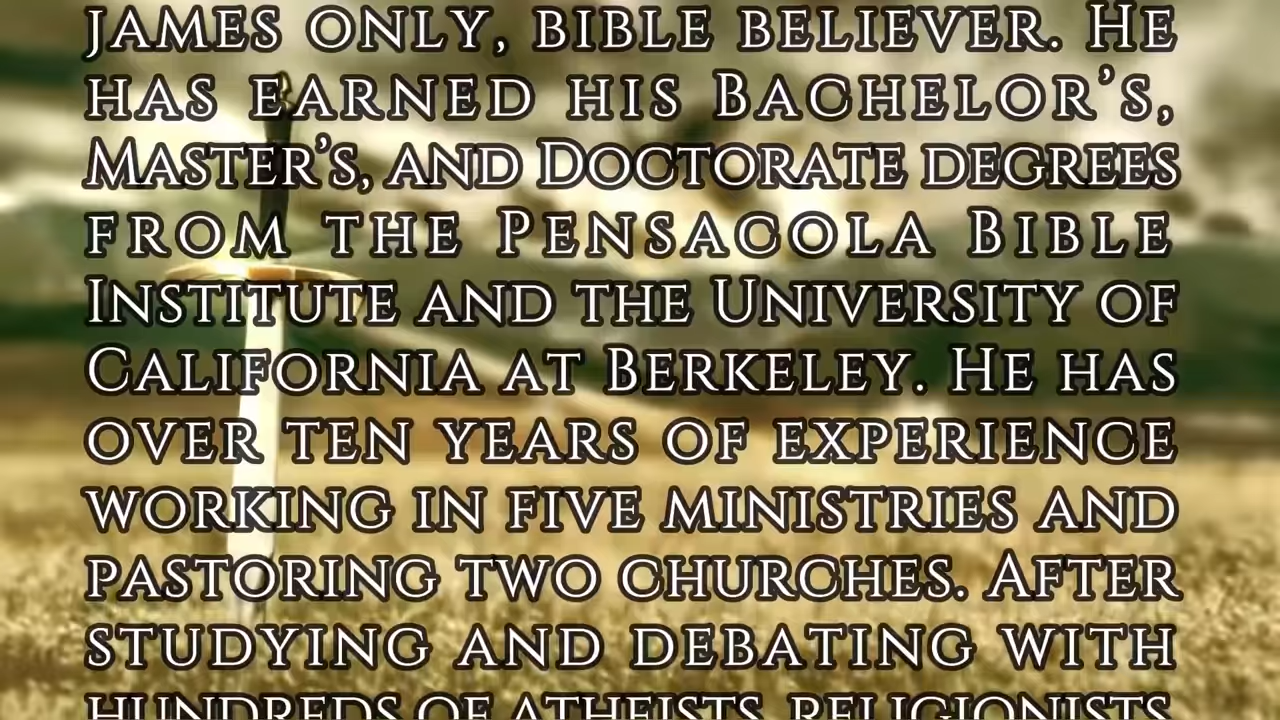 JAMES ONLY, BIBLE BELIEVER. HE
HAS EARNED HIS BACHELOR'S,
MASTER'S, AND DOCTORATE DEGREES
FROM THE PENSACOLA BIBLE
INSTITUTE AND THE UNIVERSITY OF
CALIFORNIA AT BERKELEY. HE HAS
OVER TEN YEARS OF EXPERIENCE
WORKING IN FIVE MINISTRIES AND
PASTORING TWO CHURCHES. AFTER
STUDYING AND DEBATING WITH
HUNDREDS OF ATHEISTS, RELIGIONISTS,